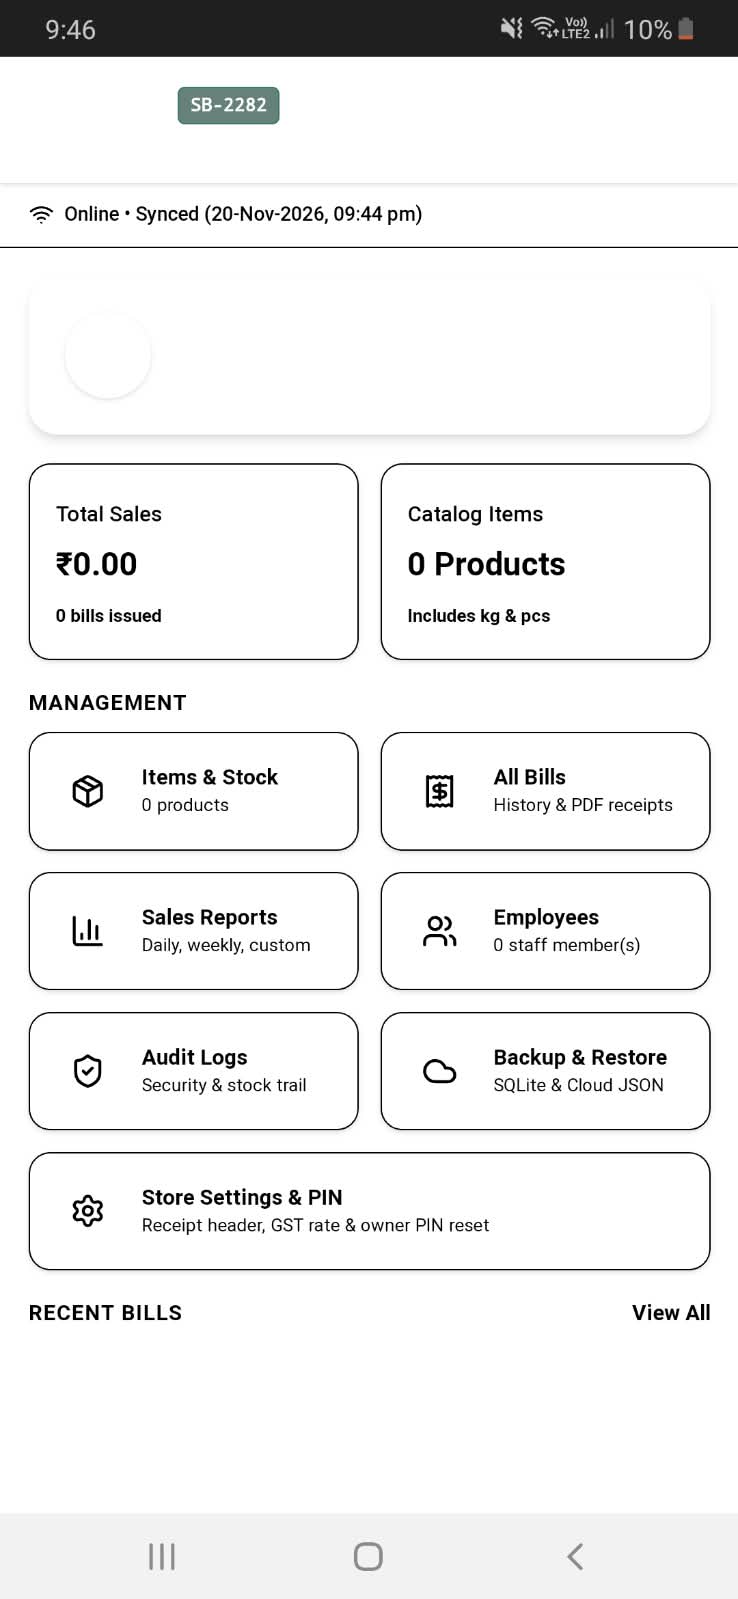 9:46
Vo))
LTE2
10%
SB-2282
Online • Synced (20-Nov-2026, 09:44 pm)
Total Sales
₹0.00
0 bills issued
Catalog Items
0 Products
Includes kg & pcs
MANAGEMENT
Items & Stock
0 products
All Bills
History & PDF receipts
Sales Reports
Daily, weekly, custom
Employees
0 staff member(s)
Audit Logs
Security & stock trail
Backup & Restore
SQLite & Cloud JSON
Store Settings & PIN
Receipt header, GST rate & owner PIN reset
RECENT BILLS
View All